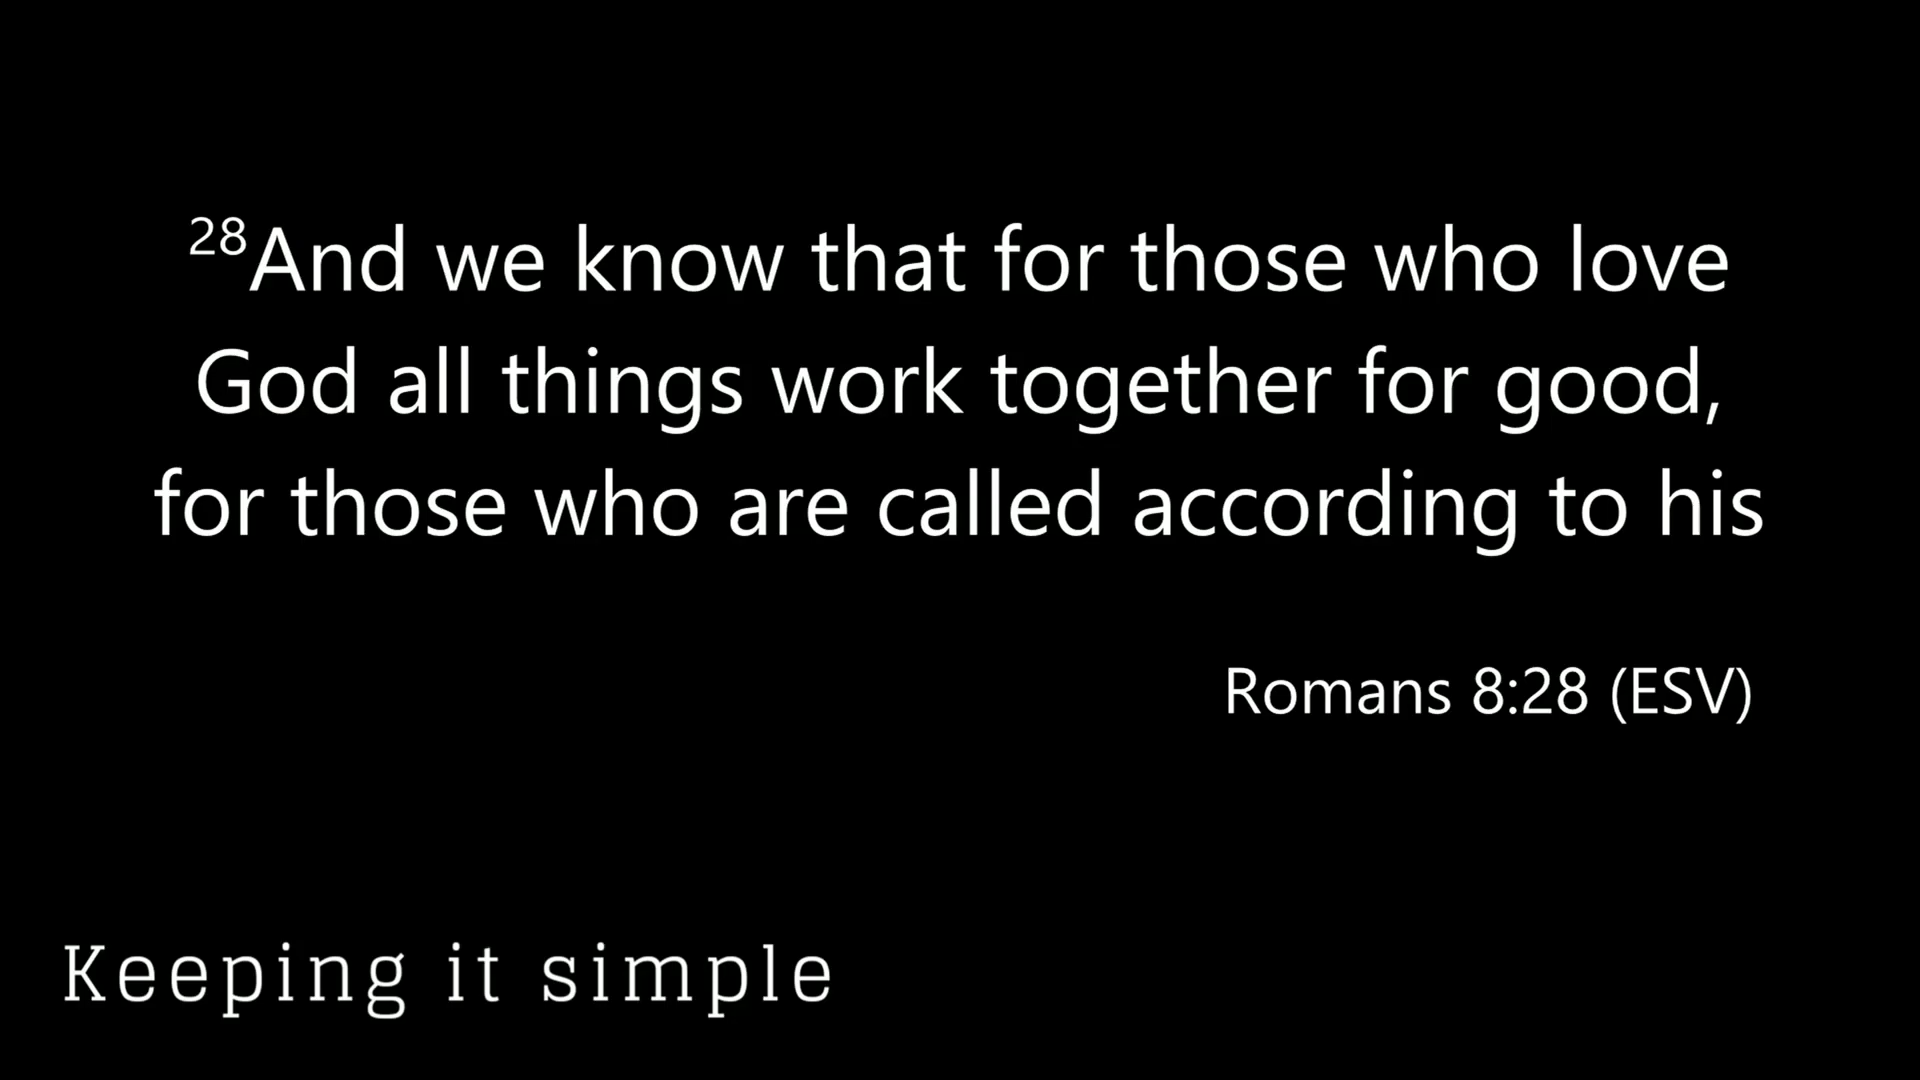 28And we know that for those who love
God all things work together for good,
for those who are called according to his
Romans 8:28 (ESV)
Keeping it simple